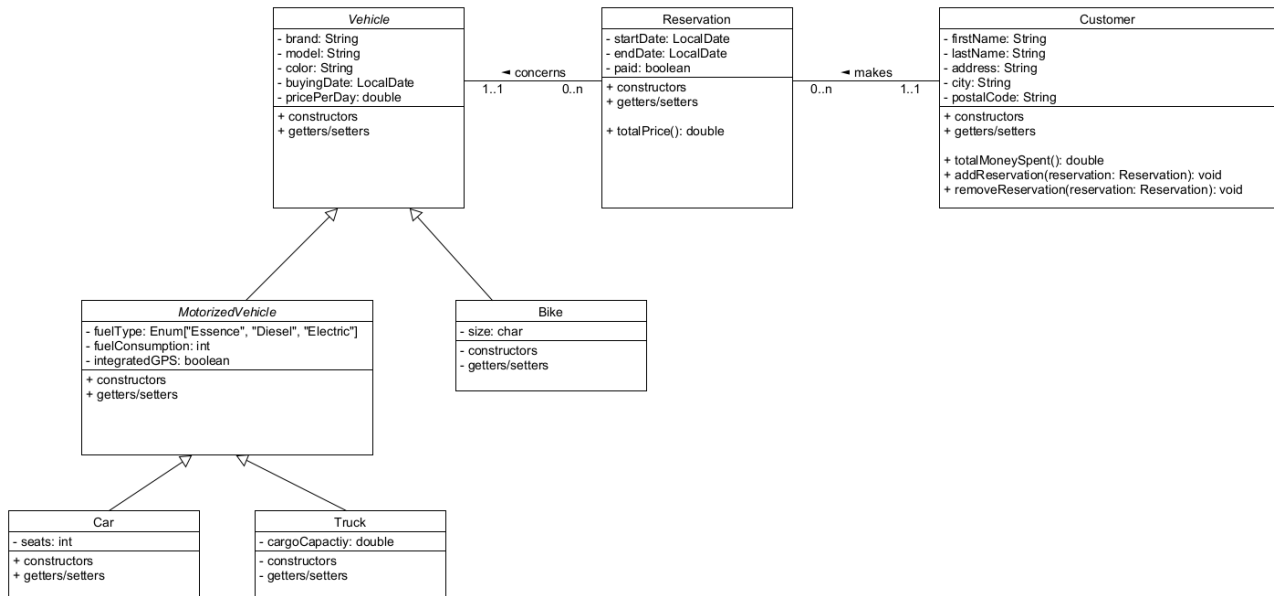 Vehicle
- brand: String
- model: String
- color: String
- buyingDate: LocalDate
- pricePerDay: double
+ constructors
+ getters/setters
◄ concerns
1..1
0..n
Reservation
- startDate: LocalDate
- endDate: LocalDate
- paid: boolean
+ constructors
+ getters/setters
+ totalPrice(): double
◄ makes
0..n
1..1
Customer
- firstName: String
- lastName: String
- address: String
- city: String
- postalCode: String
+ constructors
+ getters/setters
+ totalMoneySpent(): double
+ addReservation(reservation: Reservation): void
+ removeReservation(reservation: Reservation): void
MotorizedVehicle
- fuelType: Enum["Essence", "Diesel", "Electric"]
- fuelConsumption: int
- integratedGPS: boolean
+ constructors
+ getters/setters
Bike
- size: char
- constructors
- getters/setters
Car
- seats: int
+ constructors
+ getters/setters
Truck
- cargoCapactiy: double
- constructors
- getters/setters